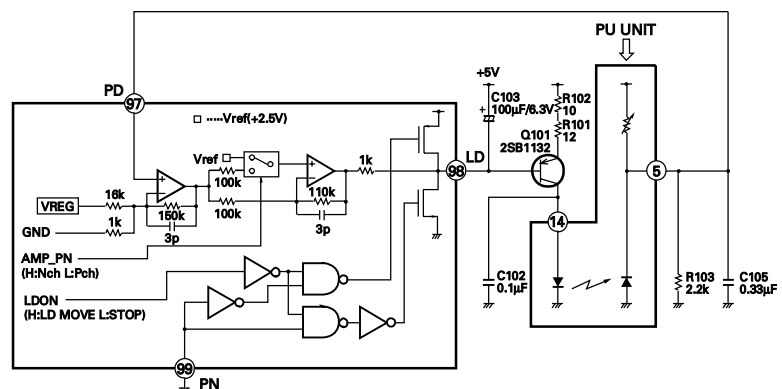 PU UNIT
PD
97
□ ·····Vref(+2.5V)
+5V
C103
100μF/6.3V
+
R102
10
R101
12
Q101
2SB1132
Vref
LD
98
1k
5
VREG
16k
+
−
100k
+
−
110k
150k
100k
GND
1k
3p
3p
14
AMP_PN
(H:Nch L:Pch)
C102
0.1μF
R103
2.2k
C105
0.33μF
LDON
(H:LD MOVE L:STOP)
99
PN